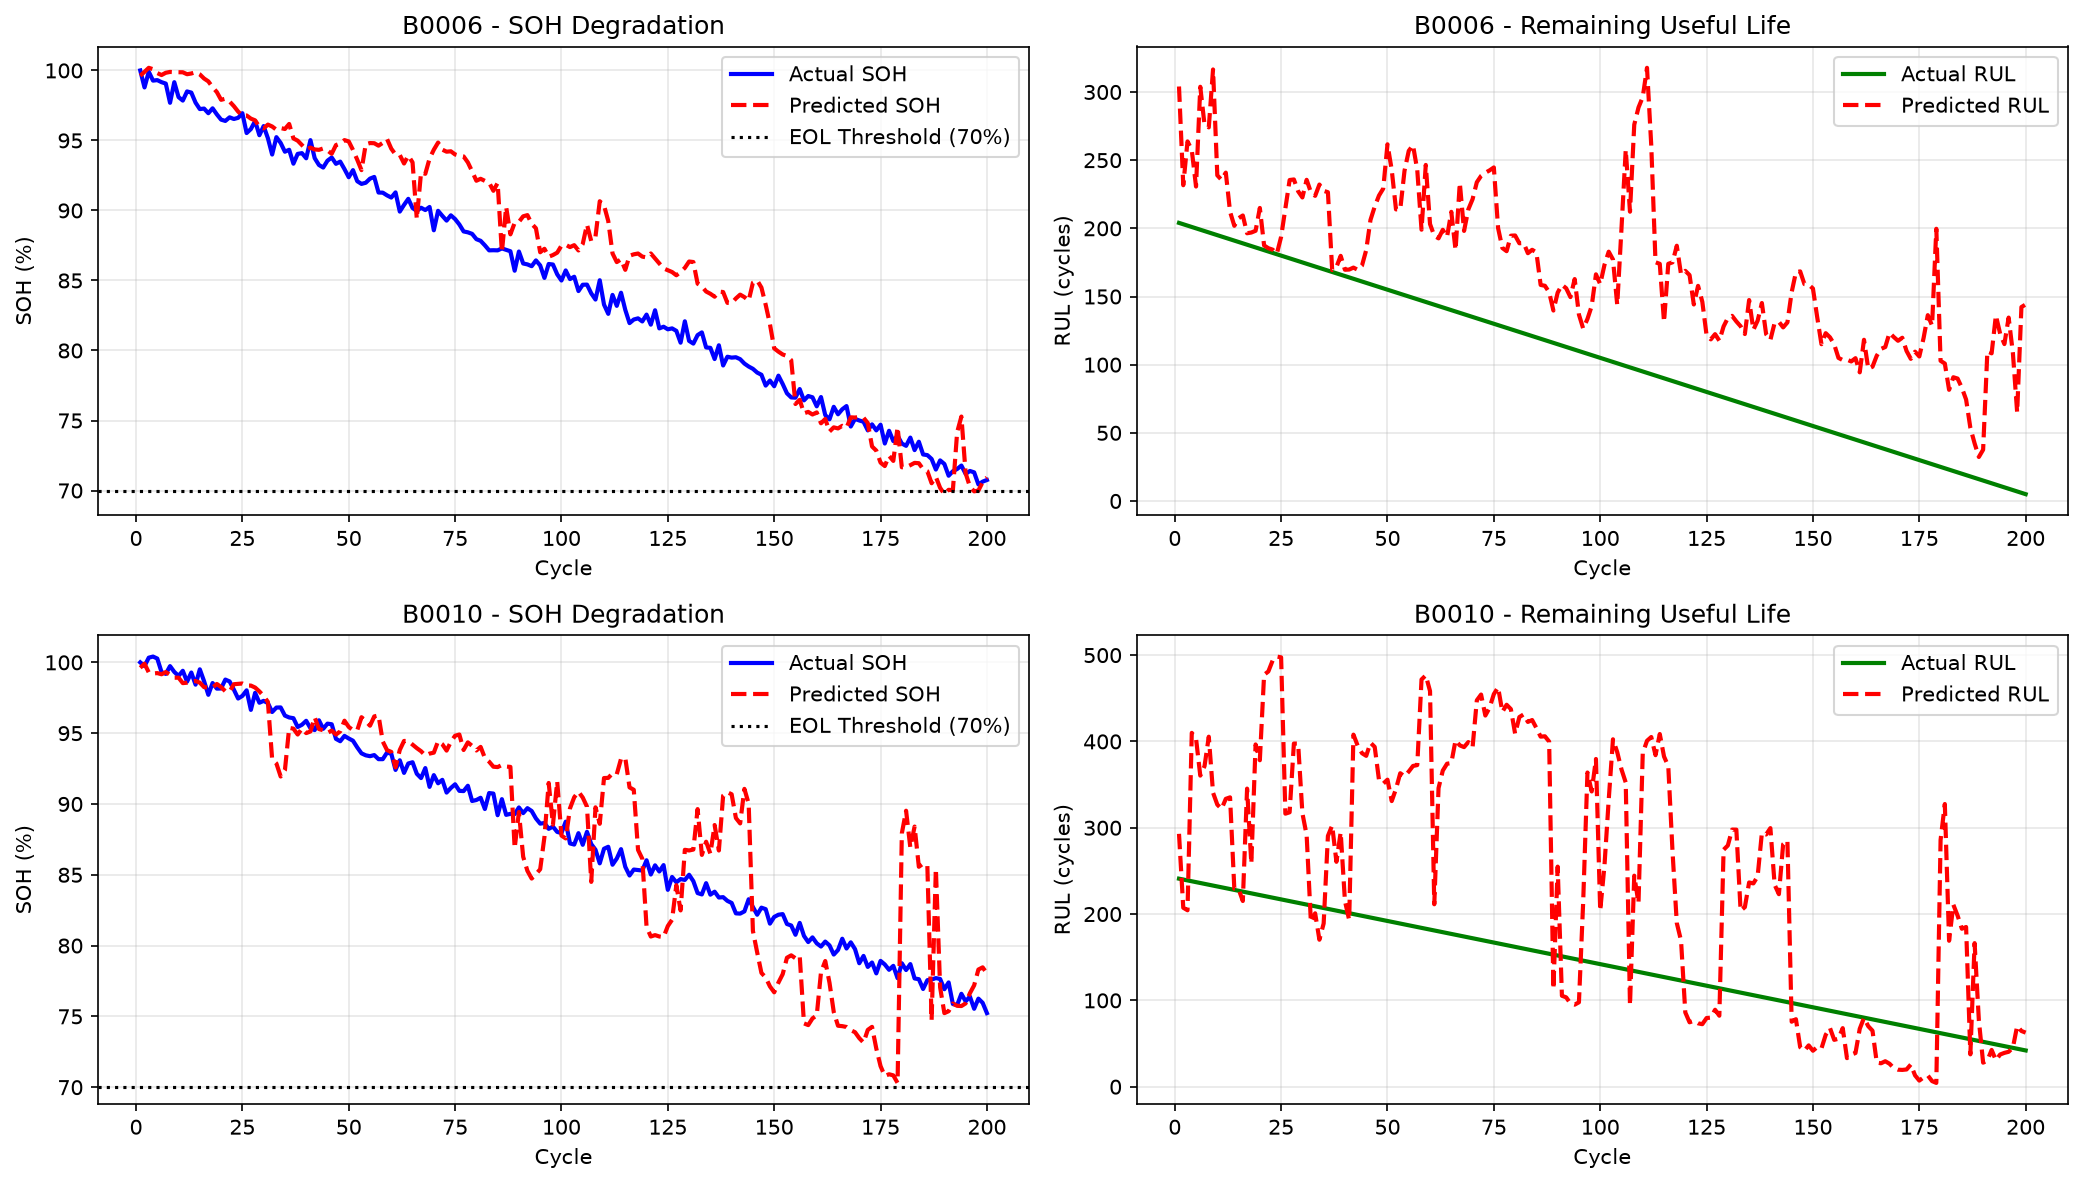 B0006 - SOH Degradation
SOH (%)
100
95
90
85
80
75
70
Actual SOH
Predicted SOH
EOL Threshold (70%)
0 25 50 75 100 125 150 175 200
Cycle
B0006 - Remaining Useful Life
RUL (cycles)
300
250
200
150
100
50
0
Actual RUL
Predicted RUL
0 25 50 75 100 125 150 175 200
Cycle
B0010 - SOH Degradation
SOH (%)
100
95
90
85
80
75
70
Actual SOH
Predicted SOH
EOL Threshold (70%)
0 25 50 75 100 125 150 175 200
Cycle
B0010 - Remaining Useful Life
RUL (cycles)
500
400
300
200
100
0
Actual RUL
Predicted RUL
0 25 50 75 100 125 150 175 200
Cycle